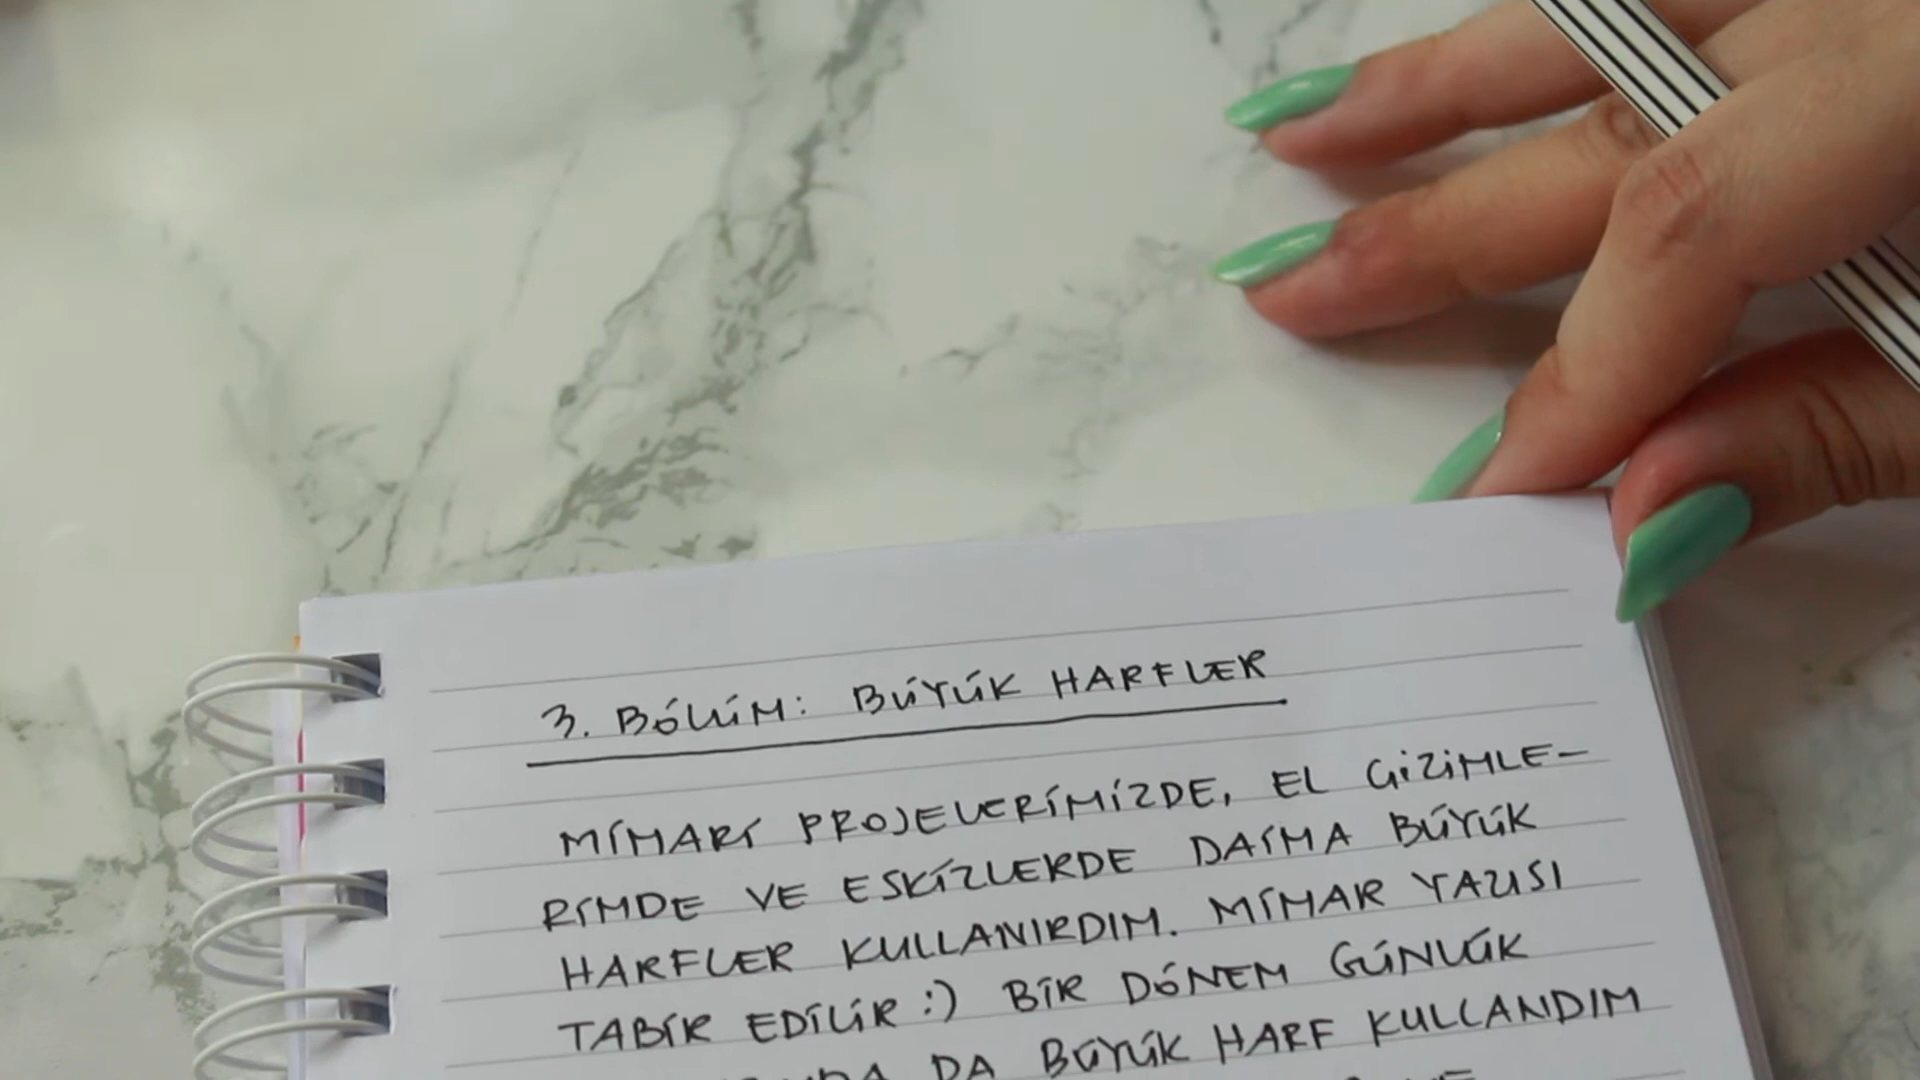 3. BÖLÜM: BÜYÜK HARFLER
MİMARİ PROJELERİMİZDE, EL ÇİZİMLE-
RİMDE VE ESKİZLERDE DAİMA BÜYÜK
HARFLER KULLANIRDIM. MİMAR YAZISI
TABİR EDİLİR :) BİR DÖNEM GÜNLÜK
DA BÜYÜK HARF KULLANDIM